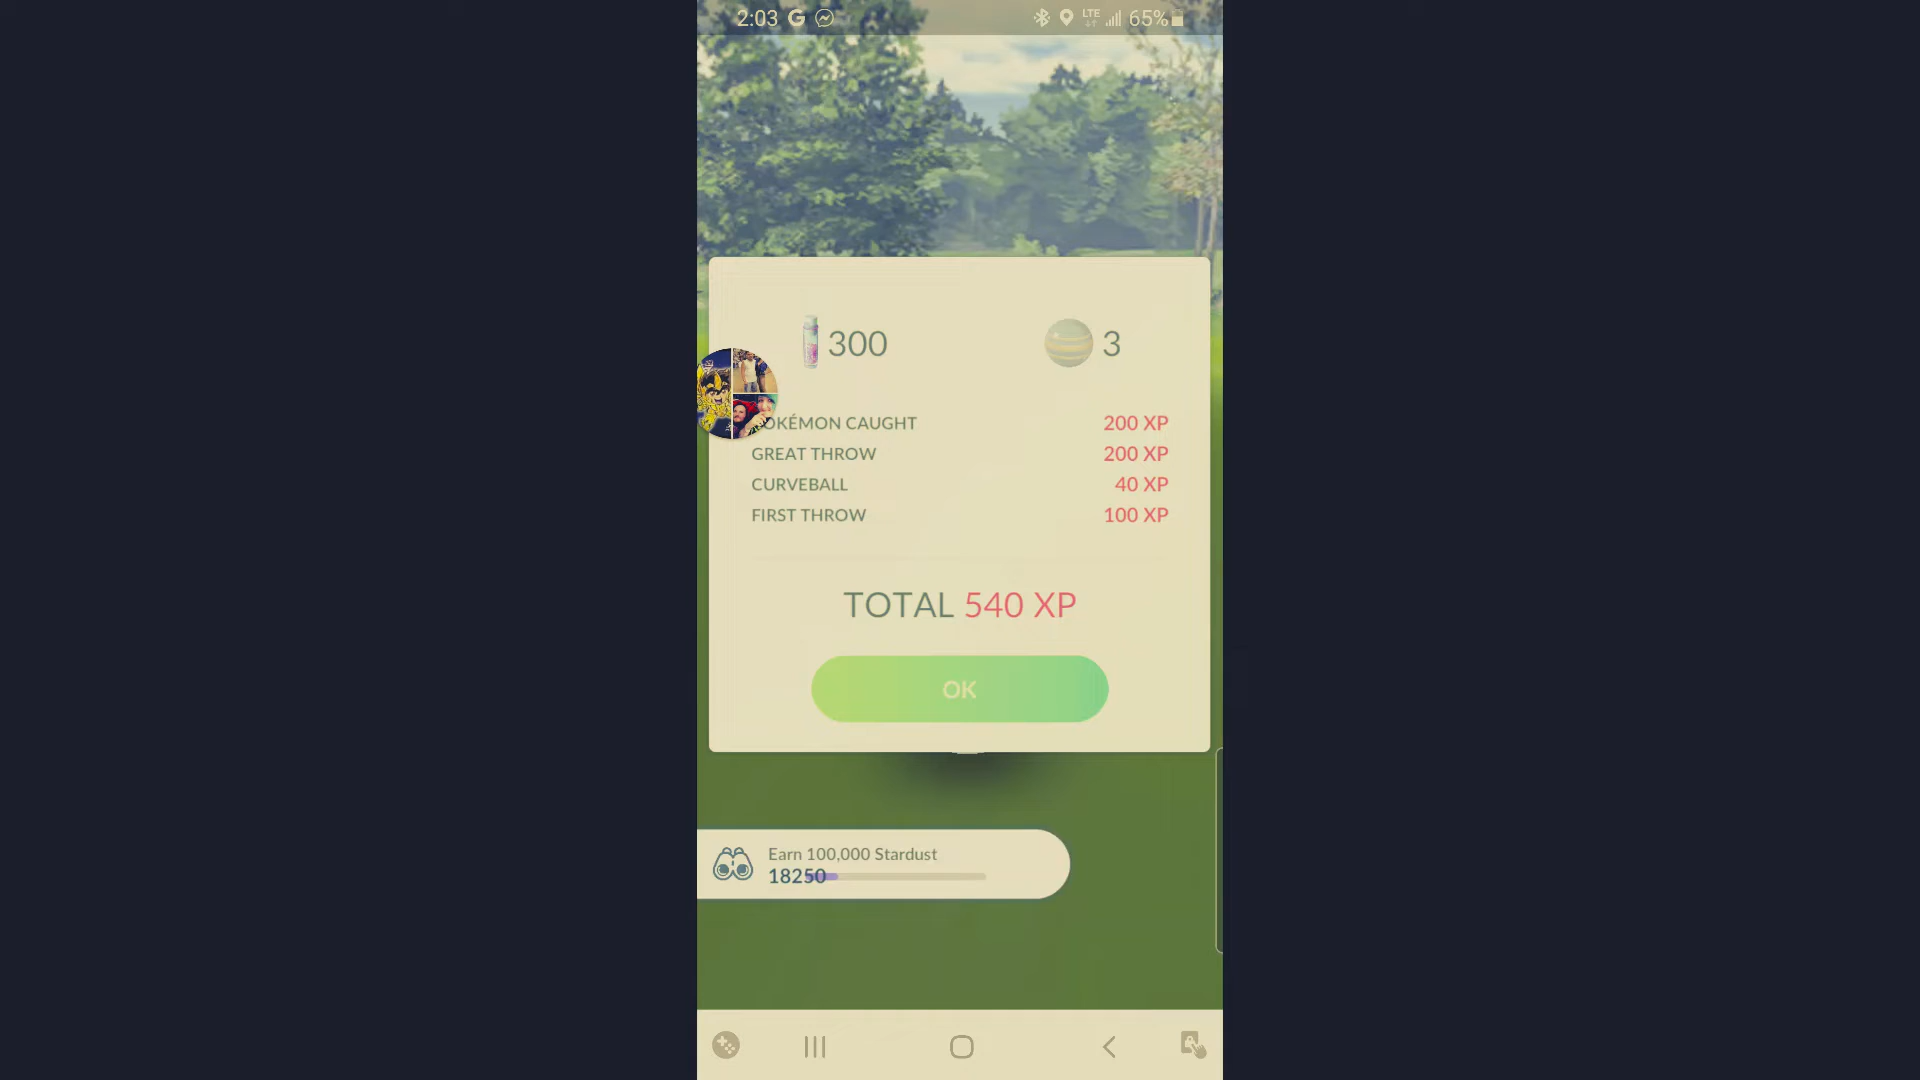 2:03 G LTE 65%
300 3
OKÉMON CAUGHT 200 XP
GREAT THROW 200 XP
CURVEBALL 40 XP
FIRST THROW 100 XP
TOTAL 540 XP
OK
Earn 100,000 Stardust
18250